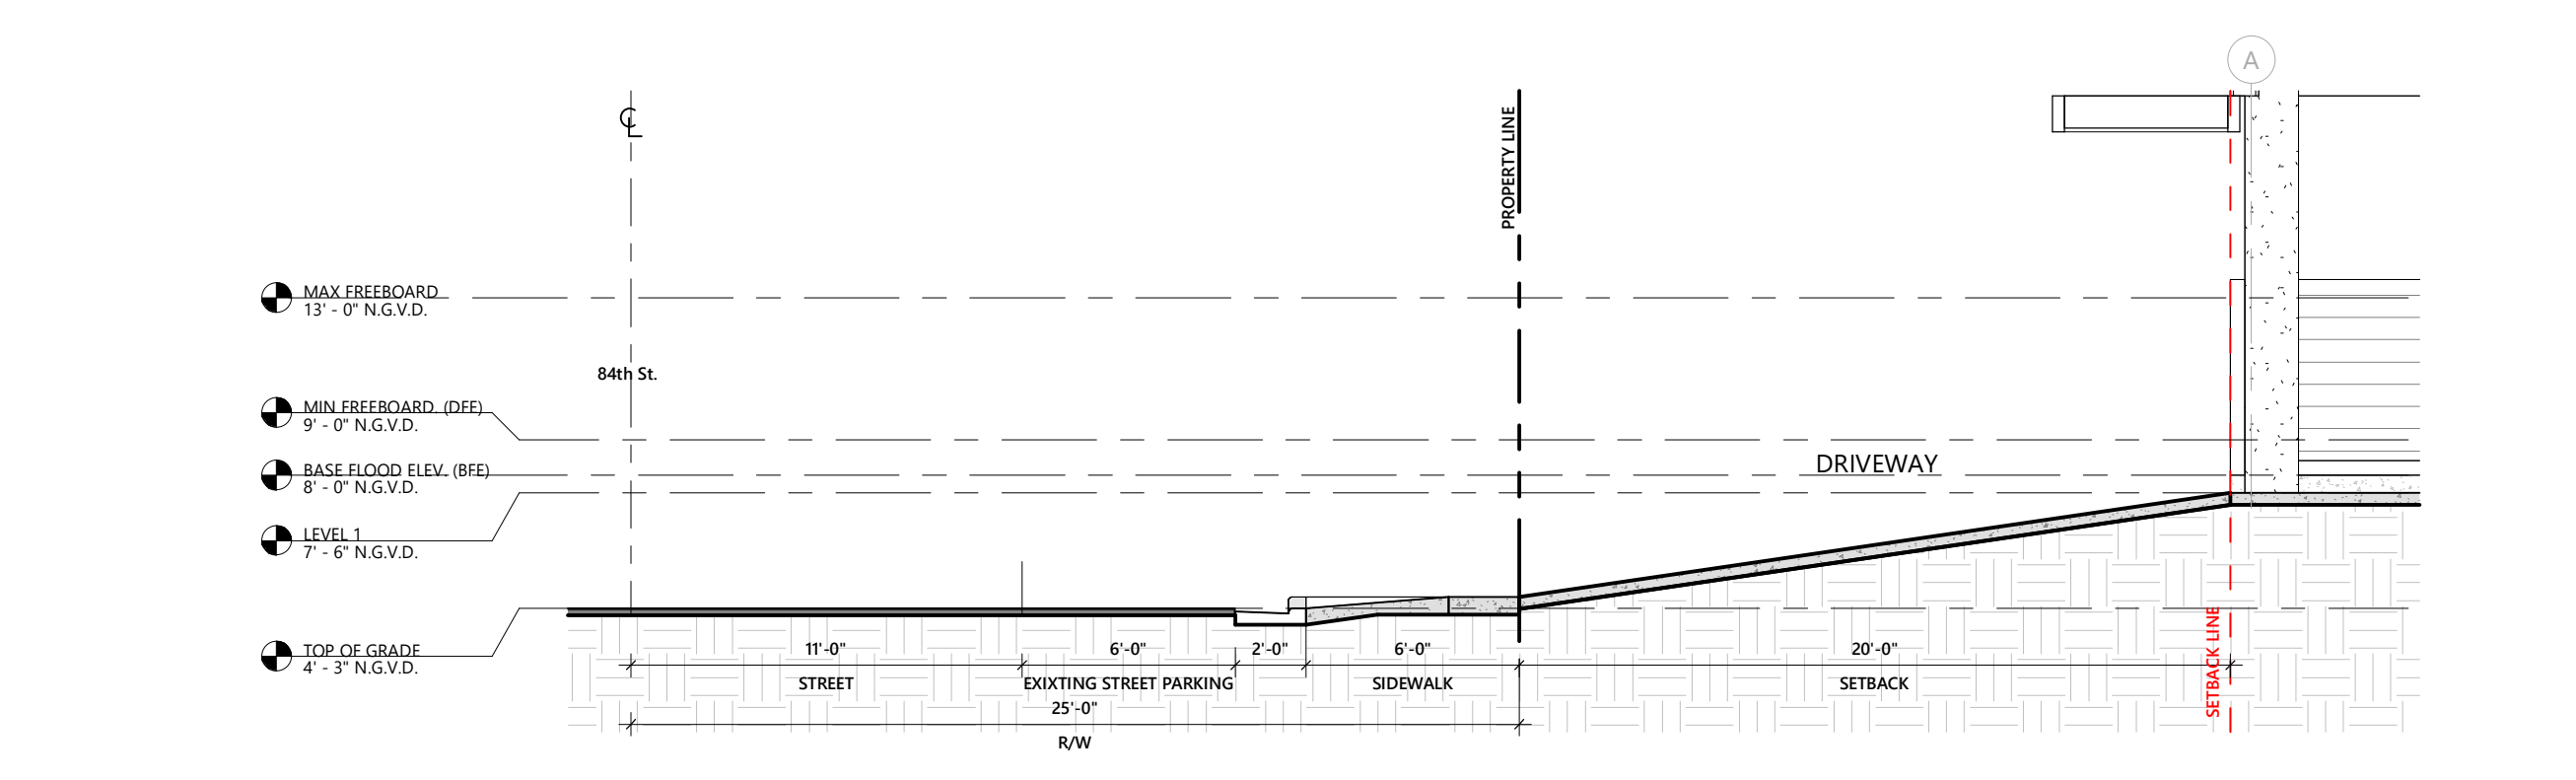 A
CL
PROPERTY LINE
MAX FREEBOARD
13' - 0" N.G.V.D.
84th St.
MIN FREEBOARD. (DFE)
9' - 0" N.G.V.D.
DRIVEWAY
BASE FLOOD ELEV. (BFE)
8' - 0" N.G.V.D.
LEVEL 1
7' - 6" N.G.V.D.
TOP OF GRADE
4' - 3" N.G.V.D.
11'-0" 6'-0" 2'-0" 6'-0" 20'-0"
STREET EXIXTING STREET PARKING SIDEWALK SETBACK
SETBACK LINE
25'-0"
R/W